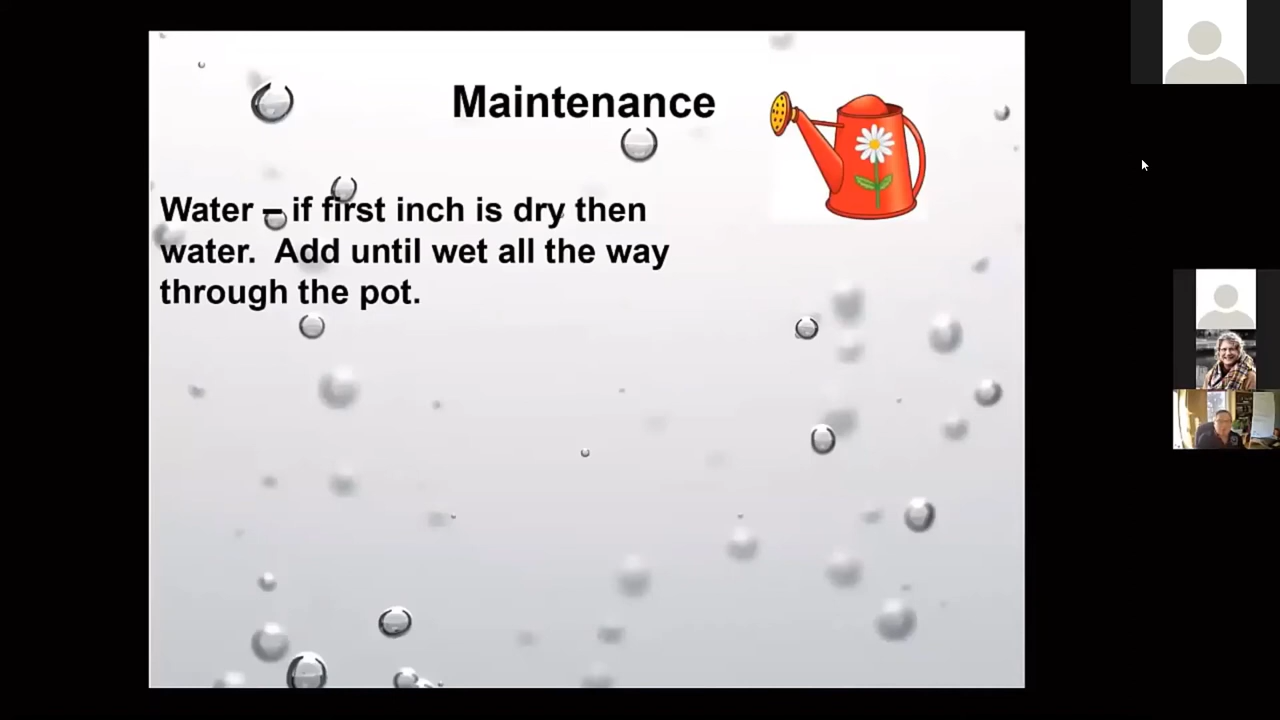 Maintenance
Water – if first inch is dry then
water.  Add until wet all the way
through the pot.